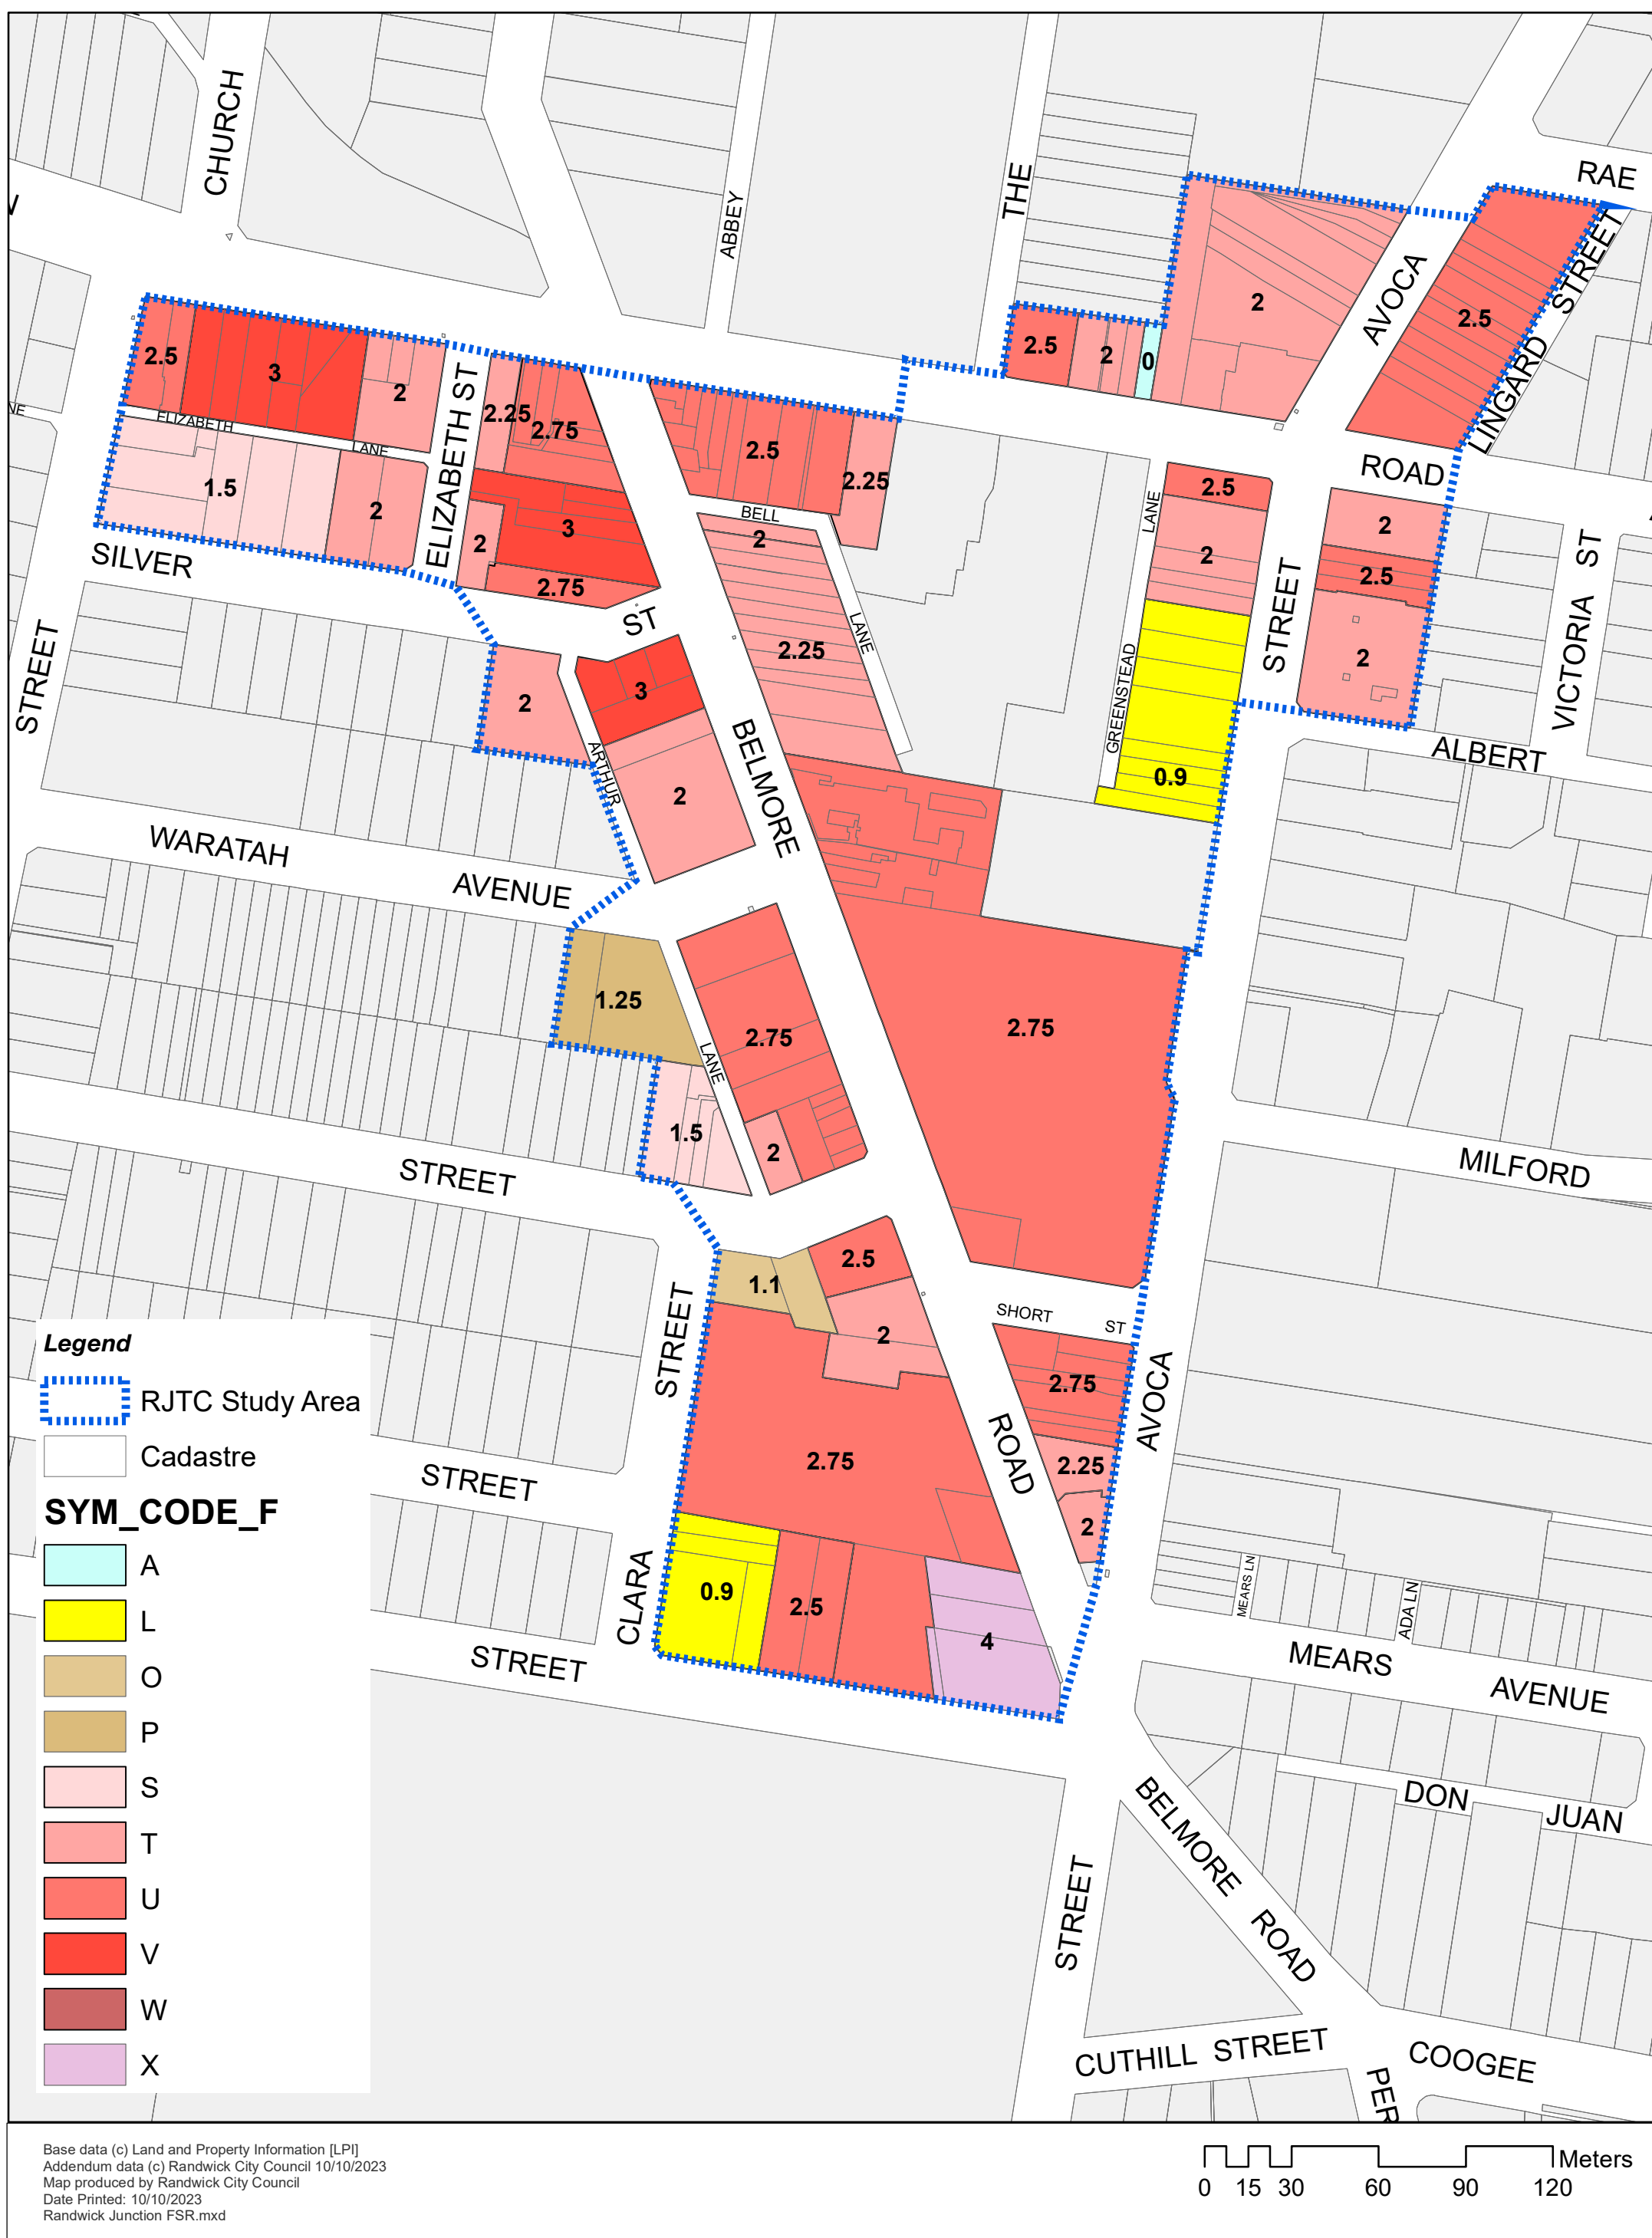 CHURCH
ABBEY
THE
RAE
AVOCA
STREET
LINGARD
2
2.5
2.5
2
0
2.5
3
2
ELIZABETH
LANE
1.5
2
ELIZABETH ST
2.25
2.75
3
2
2.75
2.5
2.25
BELL
2
LANE
2.25
ROAD
LANE
2.5
2
GREENSTEAD
0.9
STREET
2
2.5
2
VICTORIA ST
ALBERT
SILVER
ST
STREET
2
3
ARTHUR
2
BELMORE
WARATAH
AVENUE
1.25
2.75
2.75
LANE
1.5
2
MILFORD
STREET
STREET
1.1
2.5
2
SHORT
ST
2.75
AVOCA
2.25
2
ROAD
2.75
STREET
CLARA
0.9
2.5
4
STREET
MEARS LN
ADA LN
MEARS
AVENUE
DON
JUAN
BELMORE
ROAD
STREET
CUTHILL STREET
COOGEE
PER
Legend
RJTC Study Area
Cadastre
SYM_CODE_F
A
L
O
P
S
T
U
V
W
X
Base data (c) Land and Property Information [LPI]
Addendum data (c) Randwick City Council 10/10/2023
Map produced by Randwick City Council
Date Printed: 10/10/2023
Randwick Junction FSR.mxd
Meters
0 15 30 60 90 120